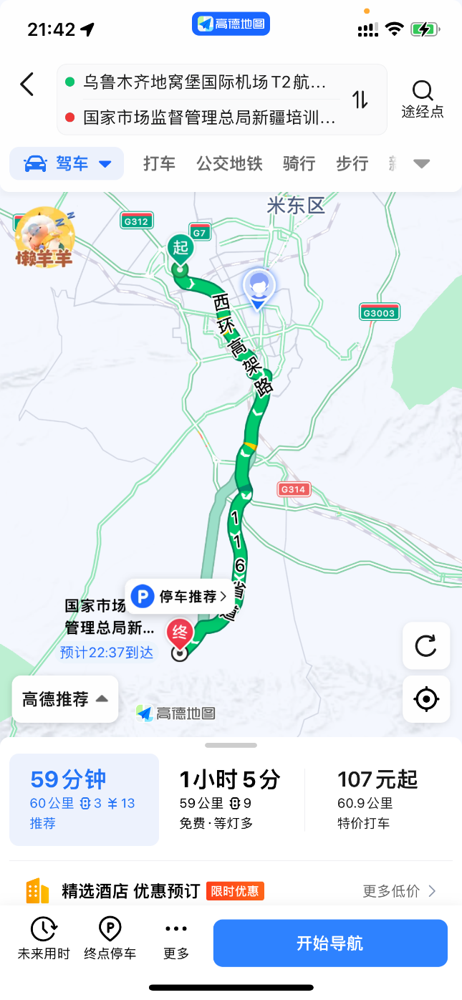 21:42
高德地图
乌鲁木齐地窝堡国际机场T2航...
国家市场监督管理总局新疆培训...
途经点
驾车
打车
公交地铁
骑行
步行
米东区
G312
G7
起
懒羊羊
zz
西环高架路
G3003
G314
116省道
P 停车推荐
国家市场
管理总局新...
终
预计22:37到达
高德推荐
高德地图
59分钟
60公里 3 ¥13
推荐
1小时5分
59公里 9
免费·等灯多
107元起
60.9公里
特价打车
精选酒店 优惠预订
限时优惠
更多低价
未来用时
P
终点停车
更多
开始导航